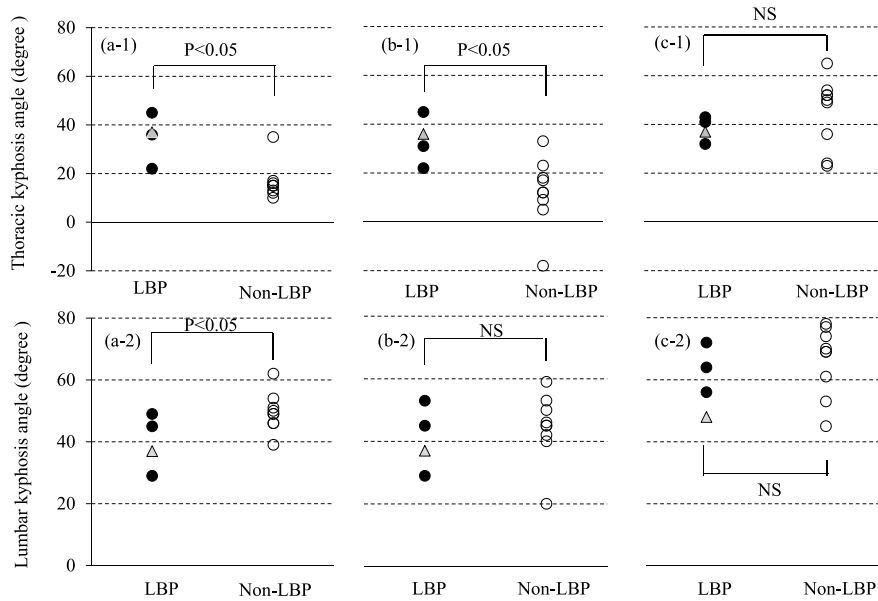 Thoracic kyphosis angle (degree )
80
60
40
20
0
-20
(a-1)
P<0.05
LBP
Non-LBP
(b-1)
P<0.05
LBP
Non-LBP
(c-1)
NS
LBP
Non-LBP
Lumbar kyphosis angle (degree )
80
60
40
20
0
(a-2)
P<0.05
LBP
Non-LBP
(b-2)
NS
LBP
Non-LBP
(c-2)
NS
LBP
Non-LBP